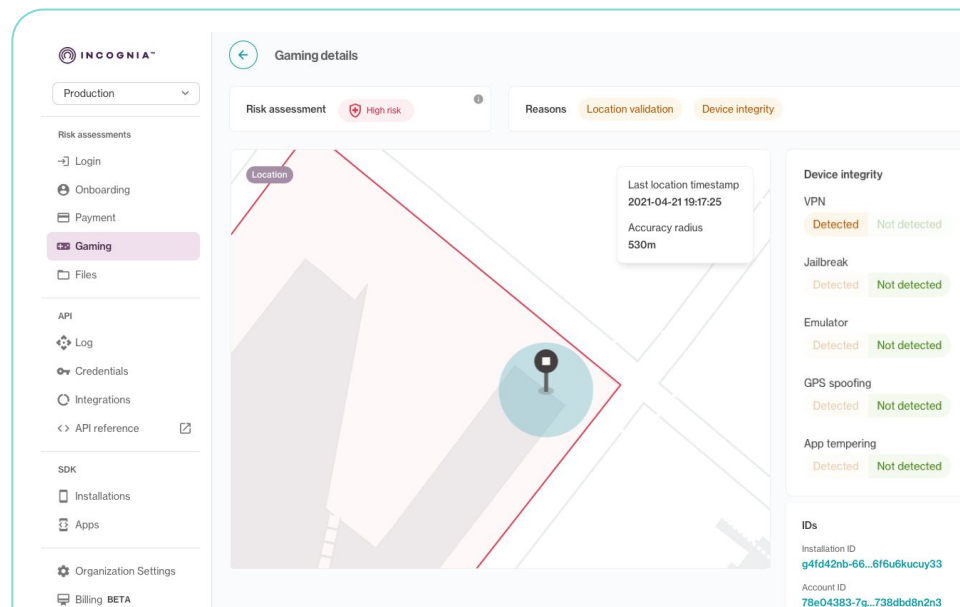 INCOGNIA™
Production
Risk assessments
Login
Onboarding
Payment
Gaming
Files
API
Log
Credentials
Integrations
API reference
SDK
Installations
Apps
Organization Settings
Billing BETA
Gaming details
Risk assessment High risk
Reasons Location validation Device integrity
Location
Last location timestamp
2021-04-21 19:17:25
Accuracy radius
530m
Device integrity
VPN
Detected Not detected
Jailbreak
Detected Not detected
Emulator
Detected Not detected
GPS spoofing
Detected Not detected
App tempering
Detected Not detected
IDs
Installation ID
g4fd42nb-66...6f6u6kucuy33
Account ID
78e04383-7g...738dbd8n2n3